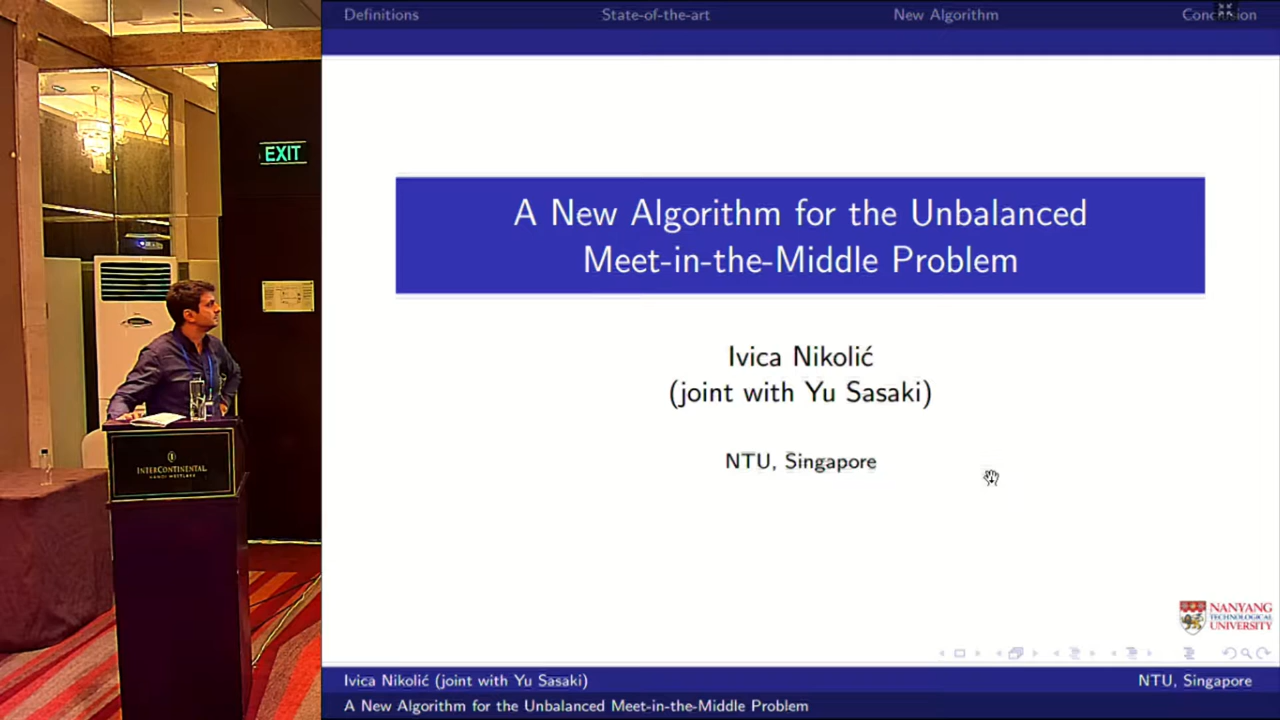 Definitions
State-of-the-art
New Algorithm
Conclusion
EXIT
A New Algorithm for the Unbalanced
Meet-in-the-Middle Problem
Ivica Nikolić
(joint with Yu Sasaki)
NTU, Singapore
INTERCONTINENTAL
HANOI WESTLAKE
NANYANG
TECHNOLOGICAL
UNIVERSITY
Ivica Nikolić (joint with Yu Sasaki)
NTU, Singapore
A New Algorithm for the Unbalanced Meet-in-the-Middle Problem